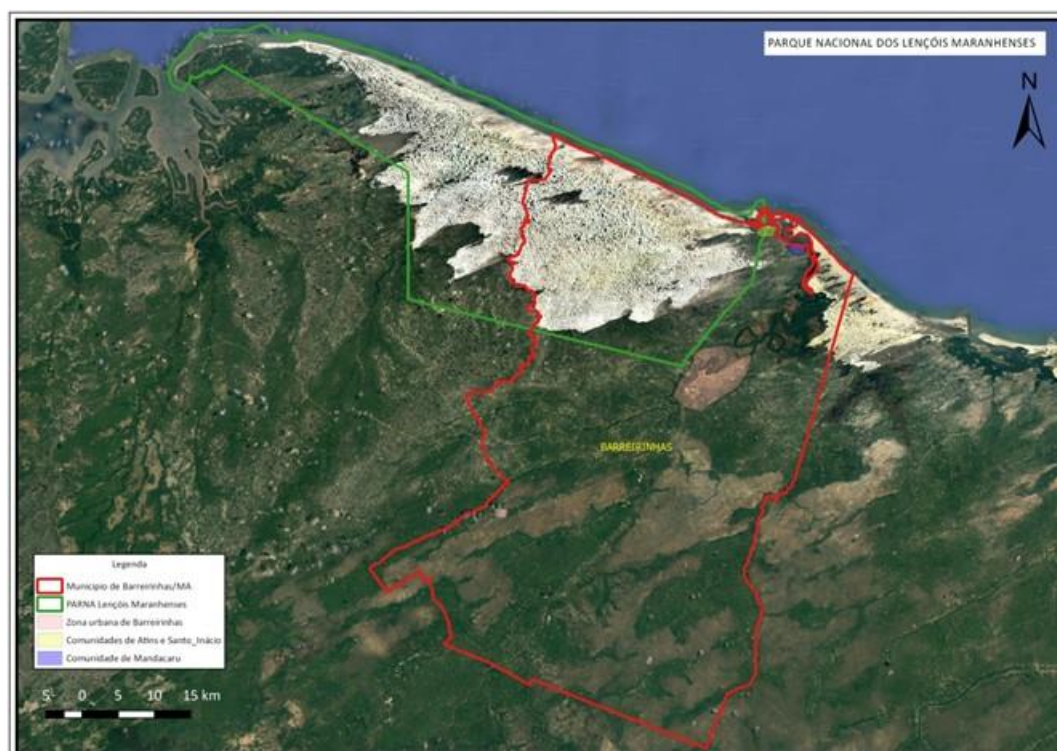 PARQUE NACIONAL DOS LENÇÓIS MARANHENSES
N
BARREIRINHAS
Legenda
Município de Barreirinhas/MA
PARNA Lençóis Maranhenses
Zona urbana de Barreirinhas
Comunidades de Atins e Santo_Inácio
Comunidade de Mandacaru
5 0 5 10 15 km